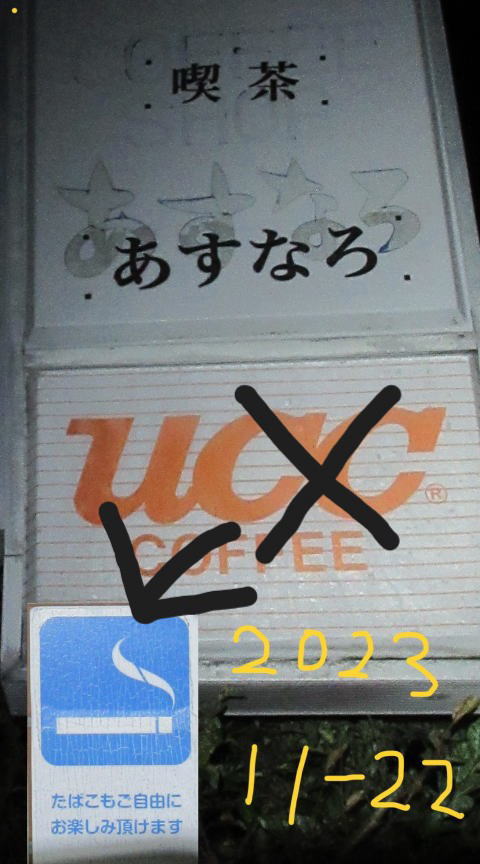 喫茶
あすなろ
ucc®
COFFEE
たばこもご自由に
お楽しみ頂けます
2023
11-22